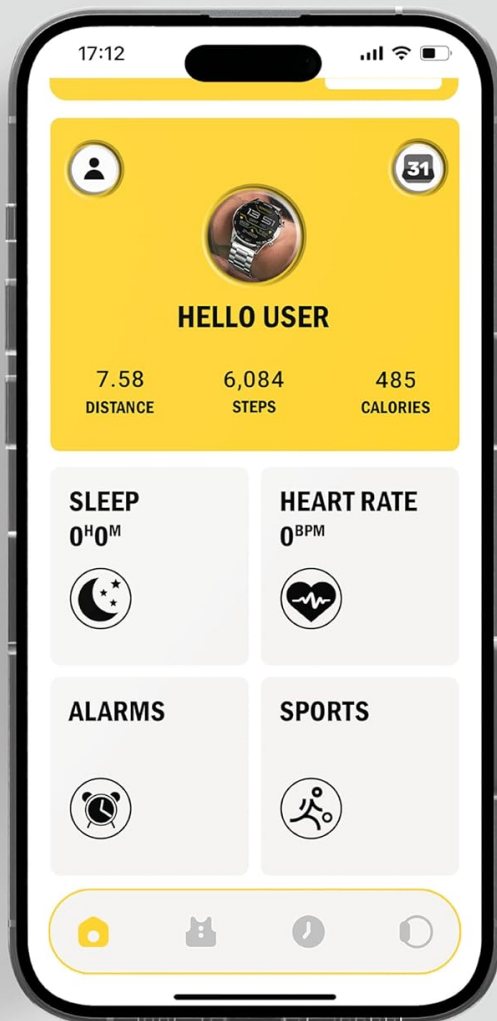 17:12
31
HELLO USER
7.58 6,084 485
DISTANCE STEPS CALORIES
SLEEP
0H0M
HEART RATE
0BPM
ALARMS
SPORTS